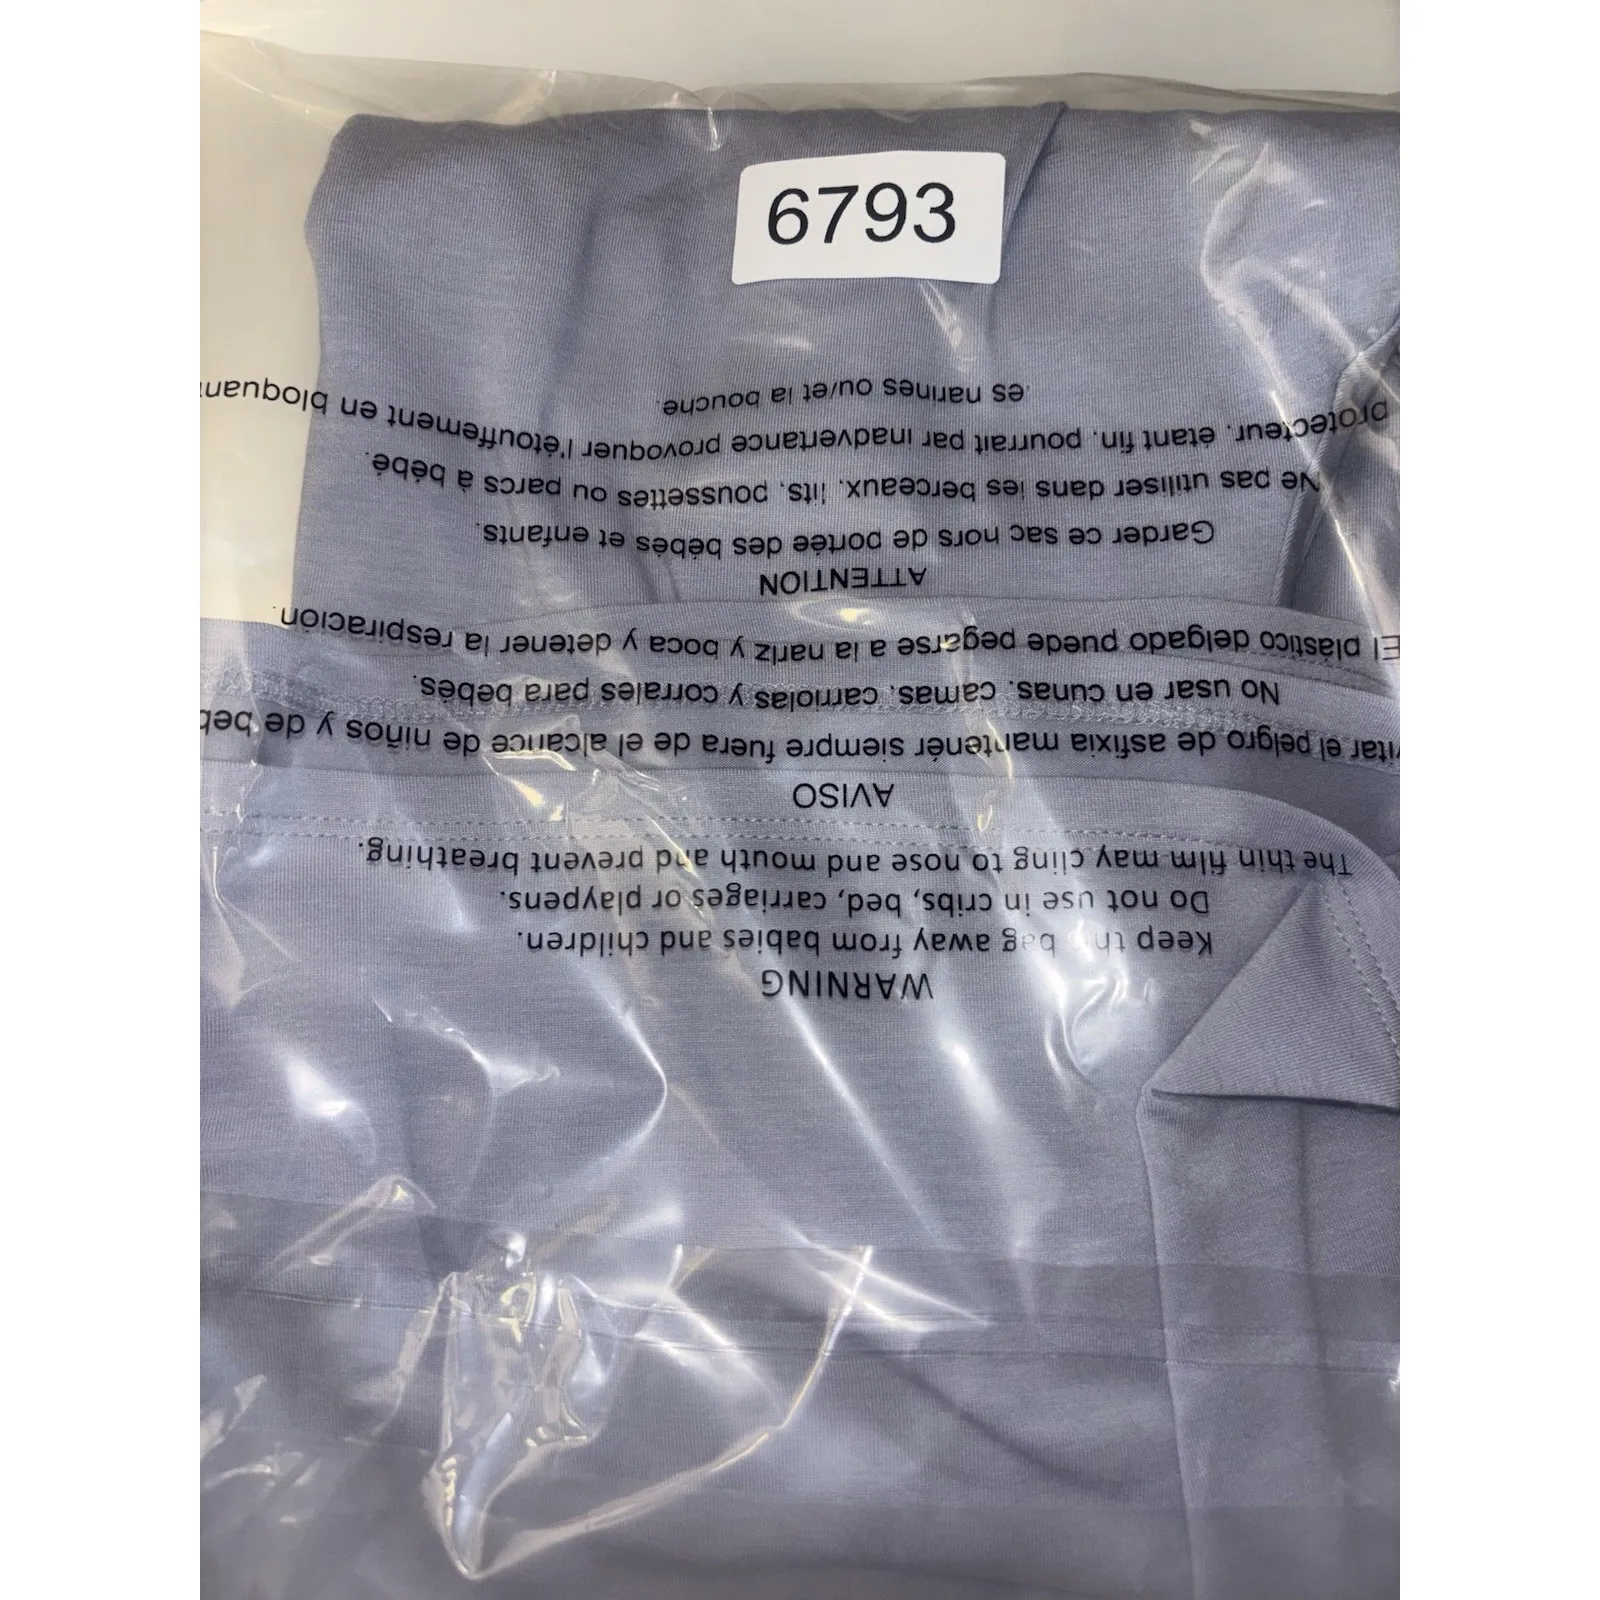 6793
WARNING
Keep this bag away from babies and children.
Do not use in cribs, bed, carriages or playpens.
The thin film may cling to nose and mouth and prevent breathing.
AVISO
vitar el pelgro de asfixia mantenér siempre fuera de el alcance de niños y de beb
No usar en cunas. camas. carriolas y corrales para bebés.
El plástico delgado puede pegarse a la nariz y boca y detener la respiración.
ATTENTION
Garder ce sac hors de portée des bébés et enfants.
Ne pas utiliser dans les berceaux. lits. poussettes ou parcs à bébé.
protecteur. étant fin. pourrait par inadvertance provoquer l'étouffement en bloquant
es narines ou/et la bouche.